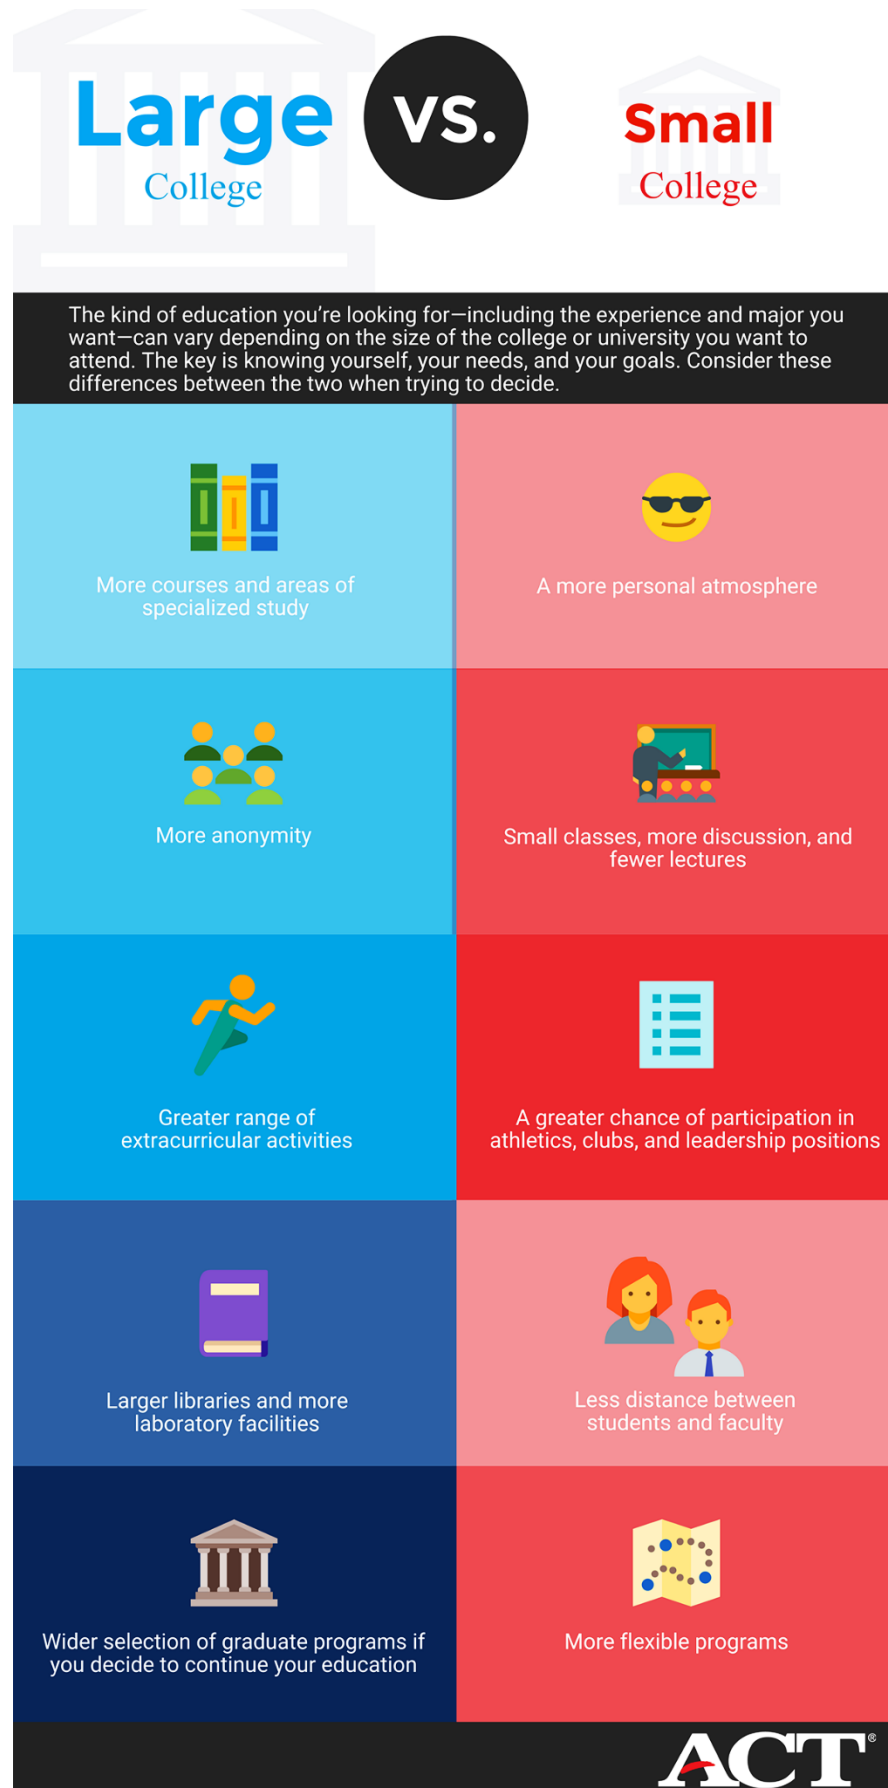 Large
College
VS.
Small
College
The kind of education you’re looking for—including the experience and major you
want—can vary depending on the size of the college or university you want to
attend. The key is knowing yourself, your needs, and your goals. Consider these
differences between the two when trying to decide.
More courses and areas of
specialized study
A more personal atmosphere
More anonymity
Small classes, more discussion, and
fewer lectures
Greater range of
extracurricular activities
A greater chance of participation in
athletics, clubs, and leadership positions
Larger libraries and more
laboratory facilities
Less distance between
students and faculty
Wider selection of graduate programs if
you decide to continue your education
More flexible programs
ACT®